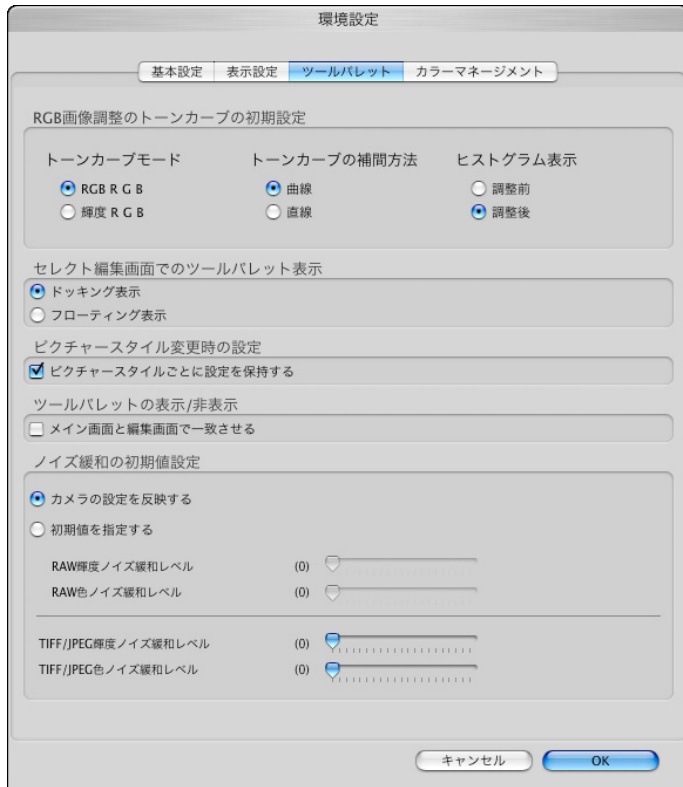 環境設定
基本設定 表示設定 ツールパレット カラーマネージメント
RGB画像調整のトーンカーブの初期設定
トーンカーブモード トーンカーブの補間方法 ヒストグラム表示
RGB R G B 曲線 調整前
輝度 R G B 直線 調整後
セレクト編集画面でのツールパレット表示
ドッキング表示
フローティング表示
ピクチャースタイル変更時の設定
ピクチャースタイルごとに設定を保持する
ツールパレットの表示/非表示
メイン画面と編集画面で一致させる
ノイズ緩和の初期値設定
カメラの設定を反映する
初期値を指定する
RAW輝度ノイズ緩和レベル (0)
RAW色ノイズ緩和レベル (0)
TIFF/JPEG輝度ノイズ緩和レベル (0)
TIFF/JPEG色ノイズ緩和レベル (0)
キャンセル OK